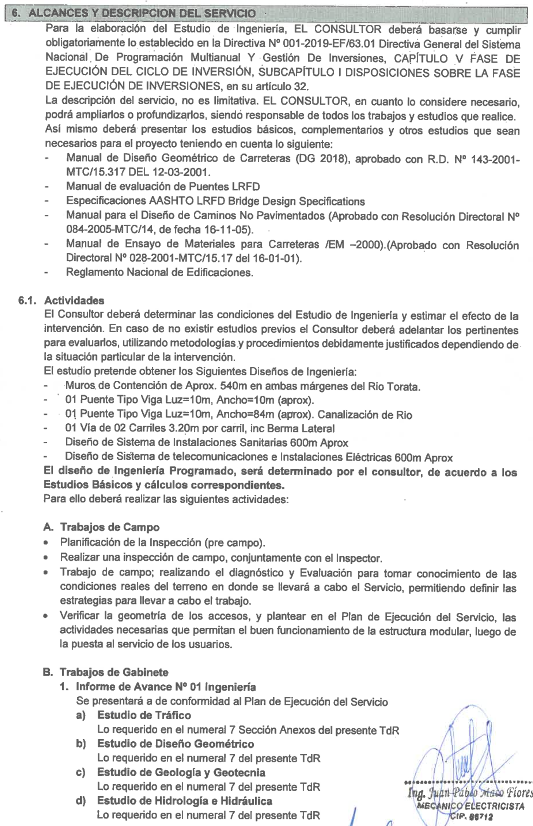 6. ALCANCES Y DESCRIPCION DEL SERVICIO
Para la elaboración del Estudio de Ingeniería, EL CONSULTOR deberá basarse y cumplir
obligatoriamente lo establecido en la Directiva Nº 001-2019-EF/63.01 Directiva General del Sistema
Nacional De Programación Multianual Y Gestión De Inversiones, CAPÍTULO V FASE DE
EJECUCIÓN DEL CICLO DE INVERSIÓN, SUBCAPÍTULO I DISPOSICIONES SOBRE LA FASE
DE EJECUCIÓN DE INVERSIONES, en su artículo 32.
La descripción del servicio, no es limitativa. EL CONSULTOR, en cuanto lo considere necesario,
podrá ampliarlos o profundizarlos, siendo responsable de todos los trabajos y estudios que realice.
Así mismo deberá presentar los estudios básicos, complementarios y otros estudios que sean
necesarios para el proyecto teniendo en cuenta lo siguiente:
- Manual de Diseño Geométrico de Carreteras (DG 2018), aprobado con R.D. Nº 143-2001-
MTC/15.317 DEL 12-03-2001.
- Manual de evaluación de Puentes LRFD
- Especificaciones AASHTO LRFD Bridge Design Specifications
- Manual para el Diseño de Caminos No Pavimentados (Aprobado con Resolución Directoral Nº
084-2005-MTC/14, de fecha 16-11-05).
- Manual de Ensayo de Materiales para Carreteras /EM –2000).(Aprobado con Resolución
Directoral Nº 028-2001-MTC/15.17 del 16-01-01).
- Reglamento Nacional de Edificaciones.
6.1. Actividades
El Consultor deberá determinar las condiciones del Estudio de Ingeniería y estimar el efecto de la
intervención. En caso de no existir estudios previos el Consultor deberá adelantar los pertinentes
para evaluarlos, utilizando metodologías y procedimientos debidamente justificados dependiendo de
la situación particular de la intervención.
El estudio pretende obtener los Siguientes Diseños de Ingeniería:
- Muros de Contención de Aprox. 540m en ambas márgenes del Río Torata.
- 01 Puente Tipo Viga Luz=10m, Ancho=10m (aprox).
- 01 Puente Tipo Viga Luz=10m, Ancho=84m (aprox). Canalización de Rio
- 01 Vía de 02 Carriles 3.20m por carril, inc Berma Lateral
- Diseño de Sistema de Instalaciones Sanitarias 600m Aprox
- Diseño de Sistema de telecomunicaciones e Instalaciones Eléctricas 600m Aprox
El diseño de Ingeniería Programado, será determinado por el consultor, de acuerdo a los
Estudios Básicos y cálculos correspondientes.
Para ello deberá realizar las siguientes actividades:
A. Trabajos de Campo
• Planificación de la Inspección (pre campo).
• Realizar una inspección de campo, conjuntamente con el Inspector.
• Trabajo de campo; realizando el diagnóstico y Evaluación para tomar conocimiento de las
condiciones reales del terreno en donde se llevará a cabo el Servicio, permitiendo definir las
estrategias para llevar a cabo el trabajo.
• Verificar la geometría de los accesos, y plantear en el Plan de Ejecución del Servicio, las
actividades necesarias que permitan el buen funcionamiento de la estructura modular, luego de
la puesta al servicio de los usuarios.
B. Trabajos de Gabinete
1. Informe de Avance Nº 01 Ingeniería
Se presentará a de conformidad al Plan de Ejecución del Servicio
a) Estudio de Tráfico
Lo requerido en el numeral 7 Sección Anexos del presente TdR
b) Estudio de Diseño Geométrico
Lo requerido en el numeral 7 del presente TdR
c) Estudio de Geología y Geotecnia
Lo requerido en el numeral 7 del presente TdR
d) Estudio de Hidrología e Hidráulica
Lo requerido en el numeral 7 del presente TdR
Ing. Juan Pablo Flores
MECANICO ELECTRICISTA
CIP. 86712